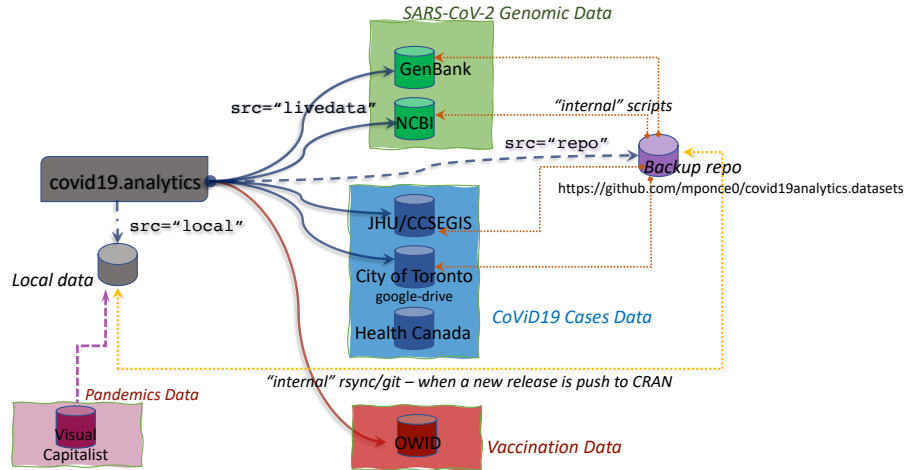 SARS-CoV-2 Genomic Data
GenBank
src=“livedata”
“internal” scripts
NCBI
src=“repo”
Backup repo
covid19.analytics
https://github.com/mponce0/covid19analytics.datasets
JHU/CCSEGIS
src=“local”
Local data
City of Toronto
google-drive
CoViD19 Cases Data
Health Canada
“internal” rsync/git – when a new release is push to CRAN
Pandemics Data
Visual
Capitalist
OWID
Vaccination Data